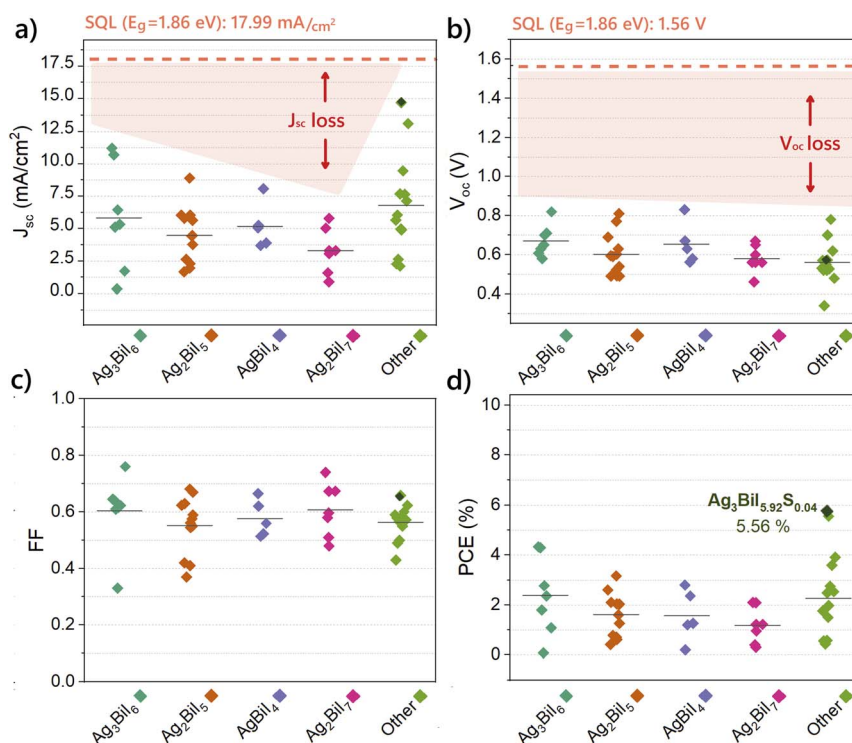 SQL (Eg=1.86 eV): 17.99 mA/cm²
a)
17.5
15.0
12.5
10.0
7.5
5.0
2.5
0.0
Jsc (mA/cm²)
Jsc loss
Ag₃BiI₆
Ag₂BiI₅
AgBiI₄
Ag₂BiI₇
Other
SQL (Eg=1.86 eV): 1.56 V
b)
1.6
1.4
1.2
1.0
0.8
0.6
0.4
Voc (V)
Voc loss
Ag₃BiI₆
Ag₂BiI₅
AgBiI₄
Ag₂BiI₇
Other
c)
1.0
0.8
0.6
0.4
0.2
0.0
FF
Ag₃BiI₆
Ag₂BiI₅
AgBiI₄
Ag₂BiI₇
Other
d)
10
8
6
4
2
0
PCE (%)
Ag₃BiI₅.₉₂S₀.₀₄
5.56 %
Ag₃BiI₆
Ag₂BiI₅
AgBiI₄
Ag₂BiI₇
Other